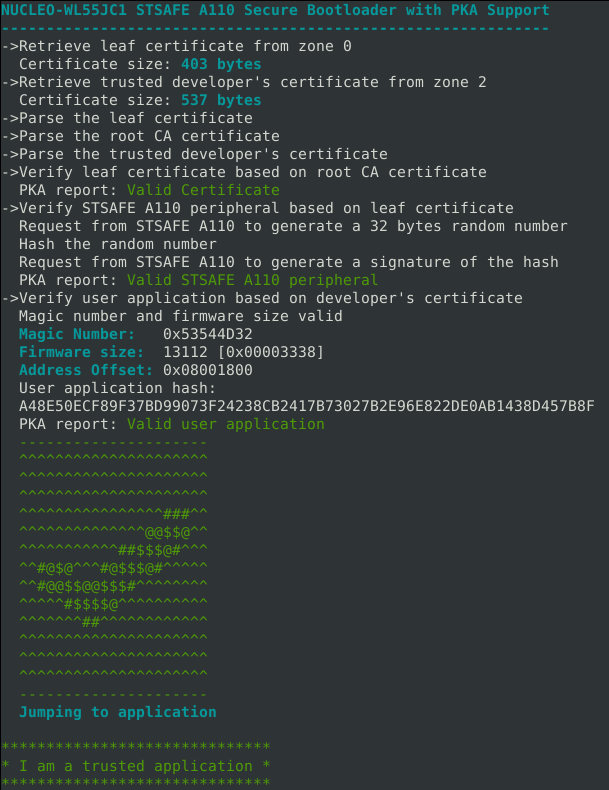 NUCLEO-WL55JC1 STSAFE A110 Secure Bootloader with PKA Support
-------------------------------------------------------------
->Retrieve leaf certificate from zone 0
  Certificate size: 403 bytes
->Retrieve trusted developer's certificate from zone 2
  Certificate size: 537 bytes
->Parse the leaf certificate
->Parse the root CA certificate
->Parse the trusted developer's certificate
->Verify leaf certificate based on root CA certificate
  PKA report: Valid Certificate
->Verify STSAFE A110 peripheral based on leaf certificate
  Request from STSAFE A110 to generate a 32 bytes random number
  Hash the random number
  Request from STSAFE A110 to generate a signature of the hash
  PKA report: Valid STSAFE A110 peripheral
->Verify user application based on developer's certificate
  Magic number and firmware size valid
  Magic Number:   0x53544D32
  Firmware size:  13112 [0x00003338]
  Address Offset: 0x08001800
  User application hash:
  A48E50ECF89F37BD99073F24238CB2417B73027B2E96E822DE0AB1438D457B8F
  PKA report: Valid user application
  ---------------------
  ^^^^^^^^^^^^^^^^^^^^^
  ^^^^^^^^^^^^^^^^^^^^^
  ^^^^^^^^^^^^^^^^^^^^^
  ^^^^^^^^^^^^^^^^###^^
  ^^^^^^^^^^^^^^@@$$@^^
  ^^^^^^^^^^^##$$$@#^^^
  ^^#@$@^^^#@$$$@#^^^^^
  ^^#@@$$@@$$$#^^^^^^^^
  ^^^^^#$$$$@^^^^^^^^^^
  ^^^^^^^##^^^^^^^^^^^^
  ^^^^^^^^^^^^^^^^^^^^^
  ^^^^^^^^^^^^^^^^^^^^^
  ^^^^^^^^^^^^^^^^^^^^^
  ---------------------
  Jumping to application
******************************
* I am a trusted application *
******************************